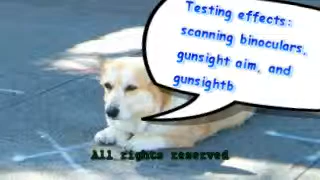 Testing effects:
scanning binoculars,
gunsight aim, and
gunsightb
All rights reserved